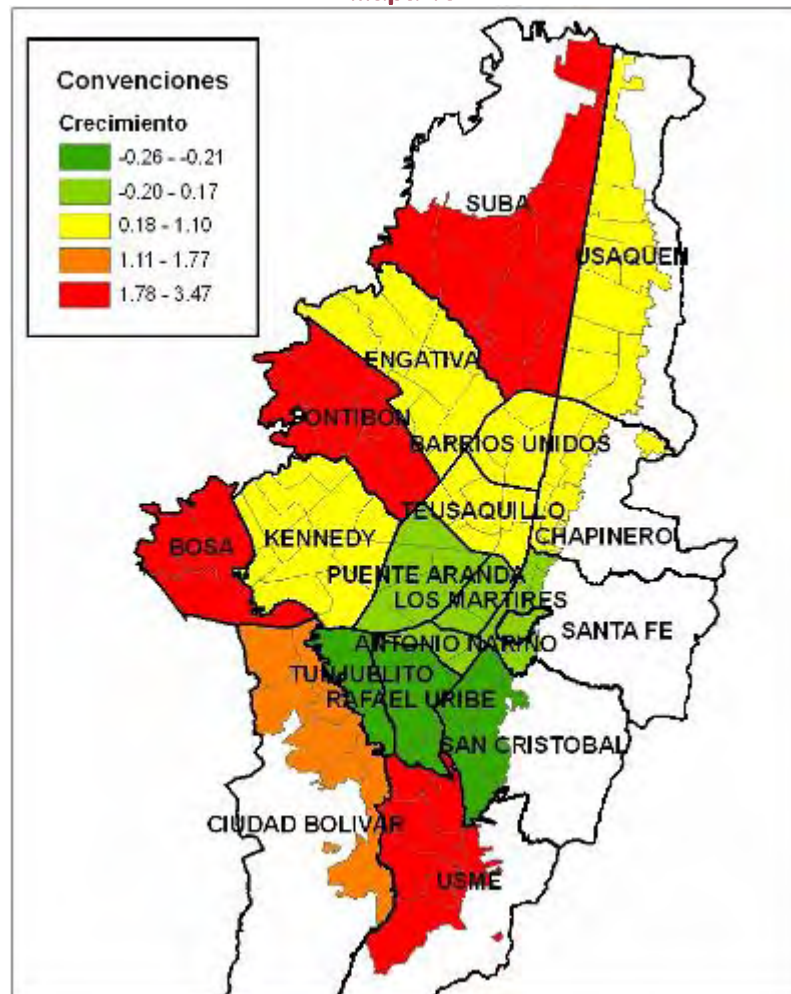 Convenciones
Crecimiento
-0.26 - -0.21
-0.20 - 0.17
0.18 - 1.10
1.11 - 1.77
1.78 - 3.47
SUBA
USAQUEN
ENGATIVA
FONTIBON
BARRIOS UNIDOS
TEUSAQUILLO
CHAPINERO
KENNEDY
BOSA
PUENTE ARANDA
LOS MARTIRES
SANTA FE
ANTONIO NARIÑO
TUNJUELITO
RAFAEL URIBE
SAN CRISTOBAL
CIUDAD BOLIVAR
USME